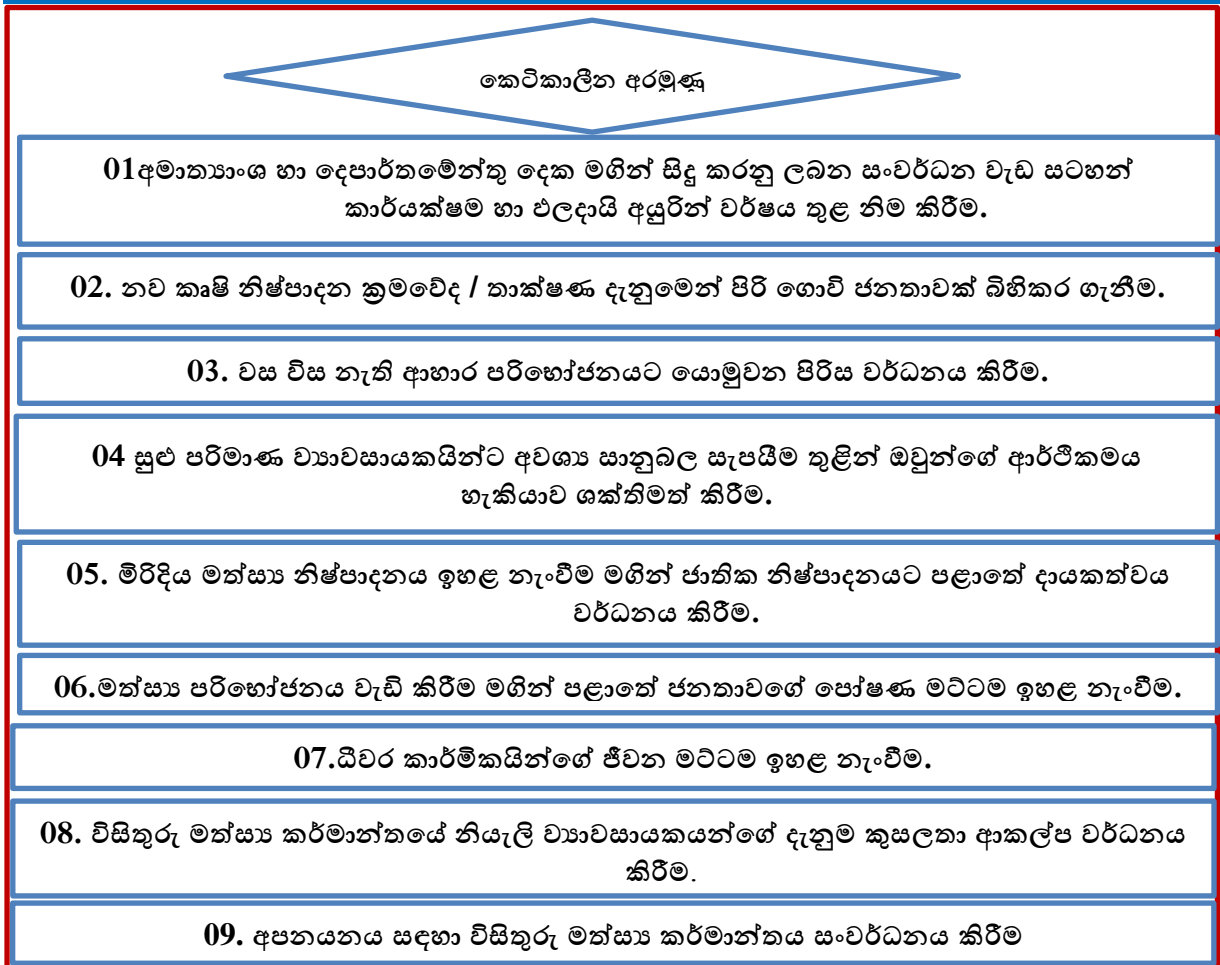 කෙටිකාලීන අරමුණු
01අමාත්‍යාංශ හා දෙපාර්තමේන්තු දෙක මගින් සිදු කරනු ලබන සංවර්ධන වැඩ සටහන්
කාර්යක්ෂම හා ඵලදායි අයුරින් වර්ෂය තුළ නිම කිරීම.
02. නව කෘෂි නිෂ්පාදන ක්‍රමවේද / තාක්ෂණ දැනුමෙන් පිරි ගොවි ජනතාවක් බිහිකර ගැනීම.
03. වස විස නැති ආහාර පරිභෝජනයට යොමුවන පිරිස වර්ධනය කිරීම.
04 සුළු පරිමාණ ව්‍යාවසායකයින්ට අවශ්‍ය සානුබල සැපයීම තුළින් ඔවුන්ගේ ආර්ථිකමය
හැකියාව ශක්තිමත් කිරීම.
05. මිරිදිය මත්ස්‍ය නිෂ්පාදනය ඉහළ නැංවීම මගින් ජාතික නිෂ්පාදනයට පළාතේ දායකත්වය
වර්ධනය කිරීම.
06.මත්ස්‍ය පරිභෝජනය වැඩි කිරීම මගින් පළාතේ ජනතාවගේ පෝෂණ මට්ටම ඉහළ නැංවීම.
07.ධීවර කාර්මිකයින්ගේ ජීවන මට්ටම ඉහළ නැංවීම.
08. විසිතුරු මත්ස්‍ය කර්මාන්තයේ නියැලි ව්‍යාවසායකයන්ගේ දැනුම කුසලතා ආකල්ප වර්ධනය
කිරීම.
09. අපනයනය සඳහා විසිතුරු මත්ස්‍ය කර්මාන්තය සංවර්ධනය කිරීම